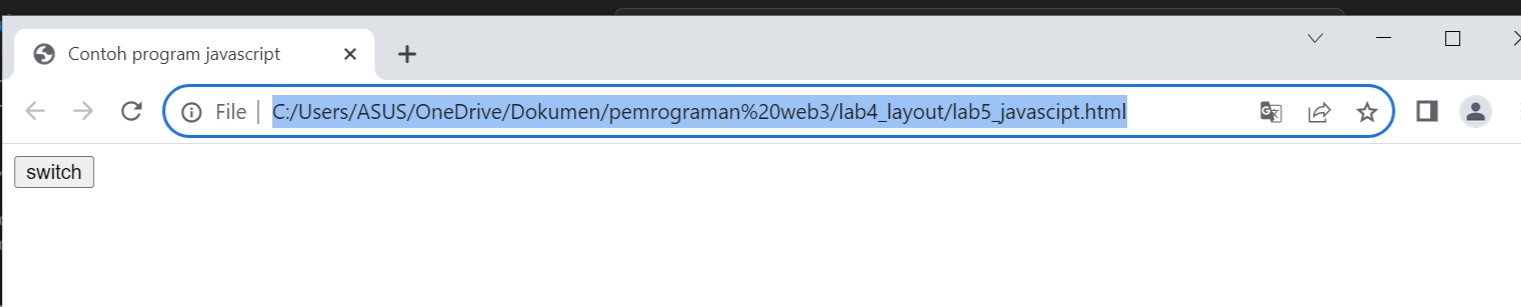 Contoh program javascript
File C:/Users/ASUS/OneDrive/Dokumen/pemrograman%20web3/lab4_layout/lab5_javascipt.html
switch